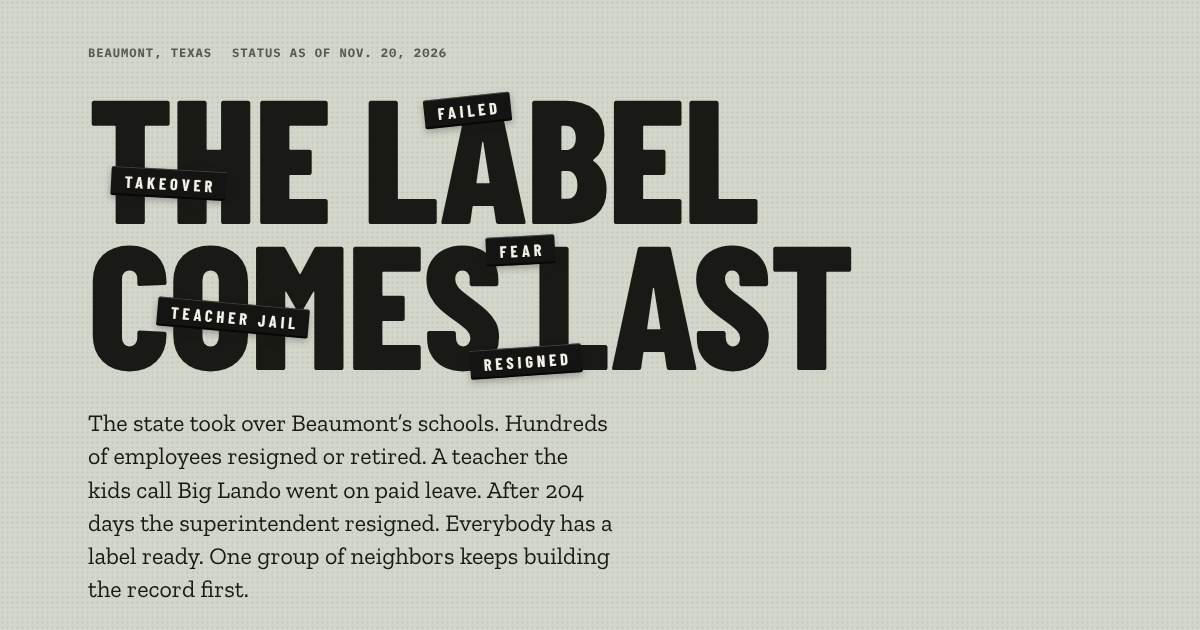 BEAUMONT, TEXAS STATUS AS OF NOV. 20, 2026
THE LABEL
FAILED
TAKEOVER
COMES LAST
FEAR
TEACHER JAIL
RESIGNED
The state took over Beaumont’s schools. Hundreds
of employees resigned or retired. A teacher the
kids call Big Lando went on paid leave. After 204
days the superintendent resigned. Everybody has a
label ready. One group of neighbors keeps building
the record first.